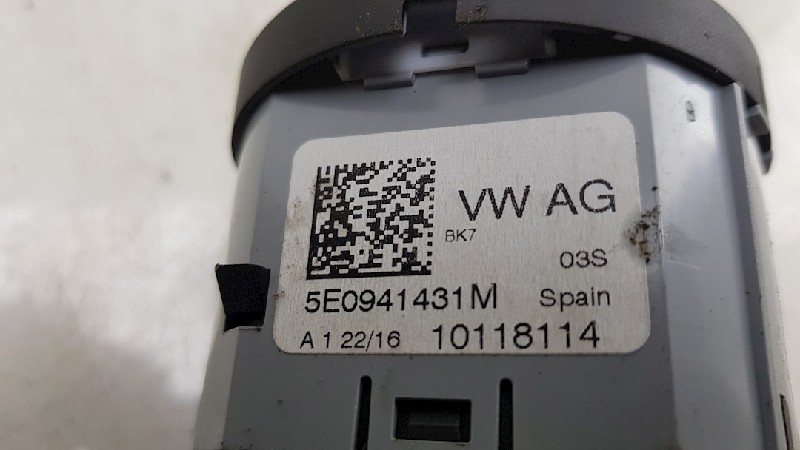 VW AG
BK7
03S
5E0941431M Spain
A 1 22/16 10118114